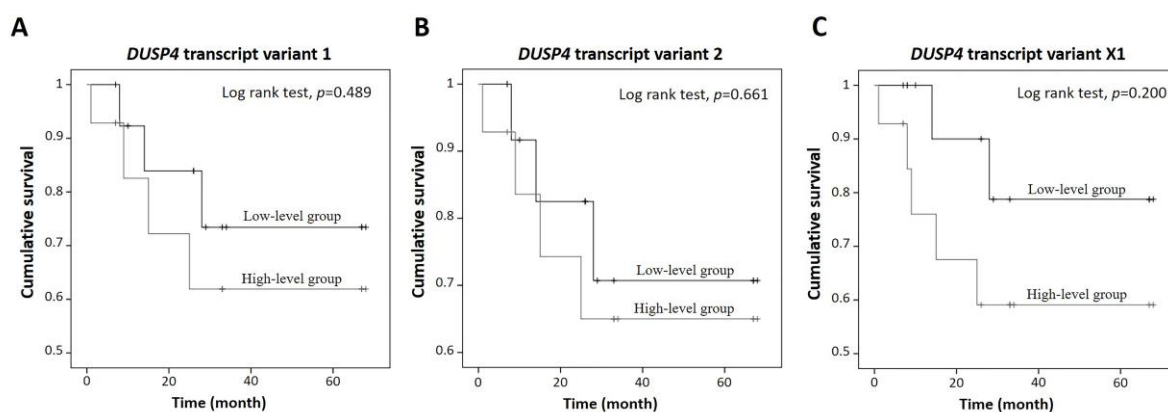 A
DUSP4 transcript variant 1
Log rank test, p=0.489
Cumulative survival
1
0.9
0.8
0.7
0.6
0.5
Low-level group
High-level group
0
20
40
60
Time (month)
B
DUSP4 transcript variant 2
Log rank test, p=0.661
Cumulative survival
1
0.9
0.8
0.7
0.6
Low-level group
High-level group
0
20
40
60
Time (month)
C
DUSP4 transcript variant X1
Log rank test, p=0.200
Cumulative survival
1
0.9
0.8
0.7
0.6
0.5
Low-level group
High-level group
0
20
40
60
Time (month)